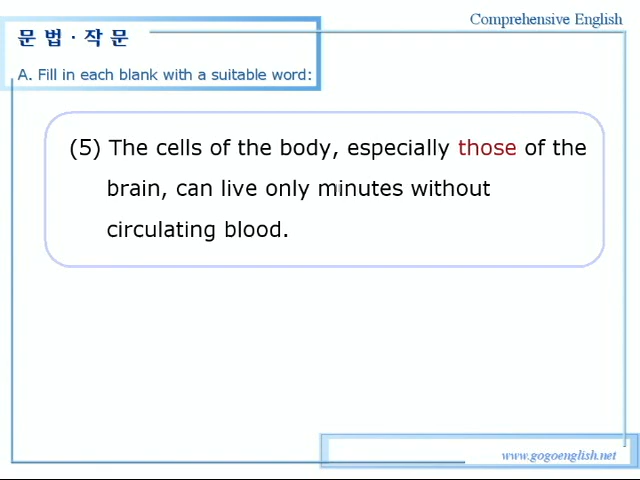 Comprehensive English
문 법 · 작 문
A. Fill in each blank with a suitable word:
(5) The cells of the body, especially those of the
brain, can live only minutes without
circulating blood.
www.gogoenglish.net